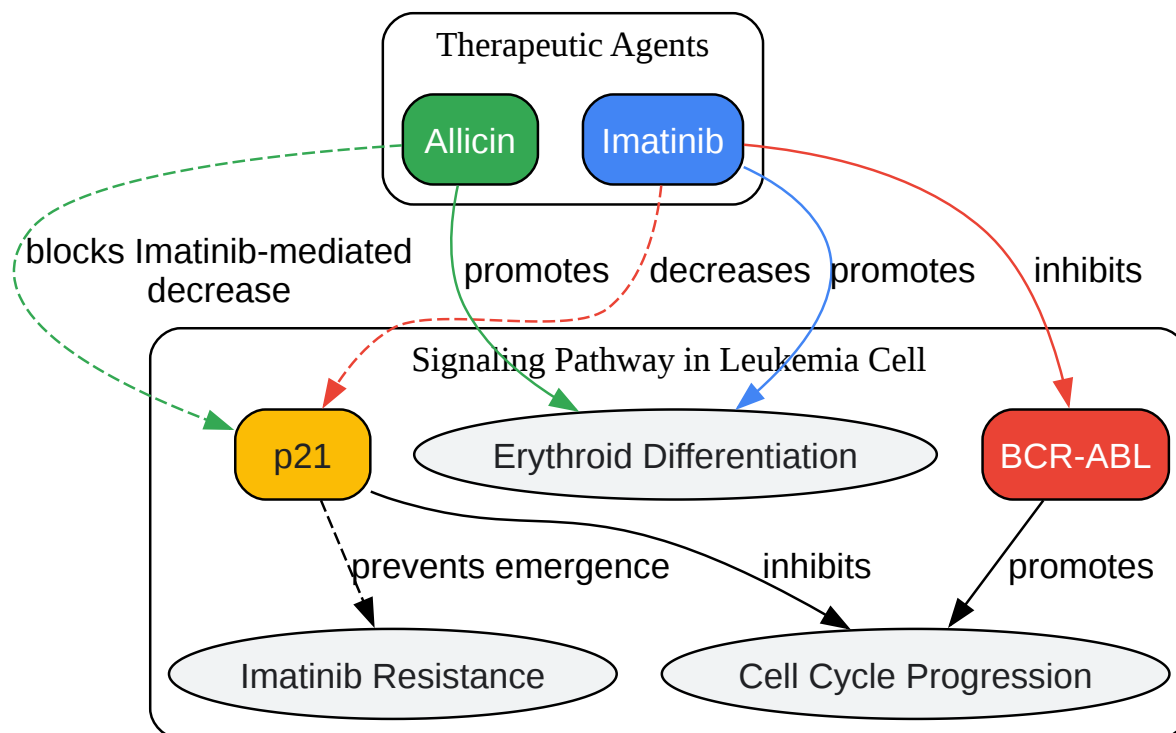 Therapeutic Agents
Allicin
Imatinib
blocks Imatinib-mediated
decrease
promotes
decreases
promotes
inhibits
Signaling Pathway in Leukemia Cell
p21
Erythroid Differentiation
BCR-ABL
prevents emergence
inhibits
promotes
Imatinib Resistance
Cell Cycle Progression